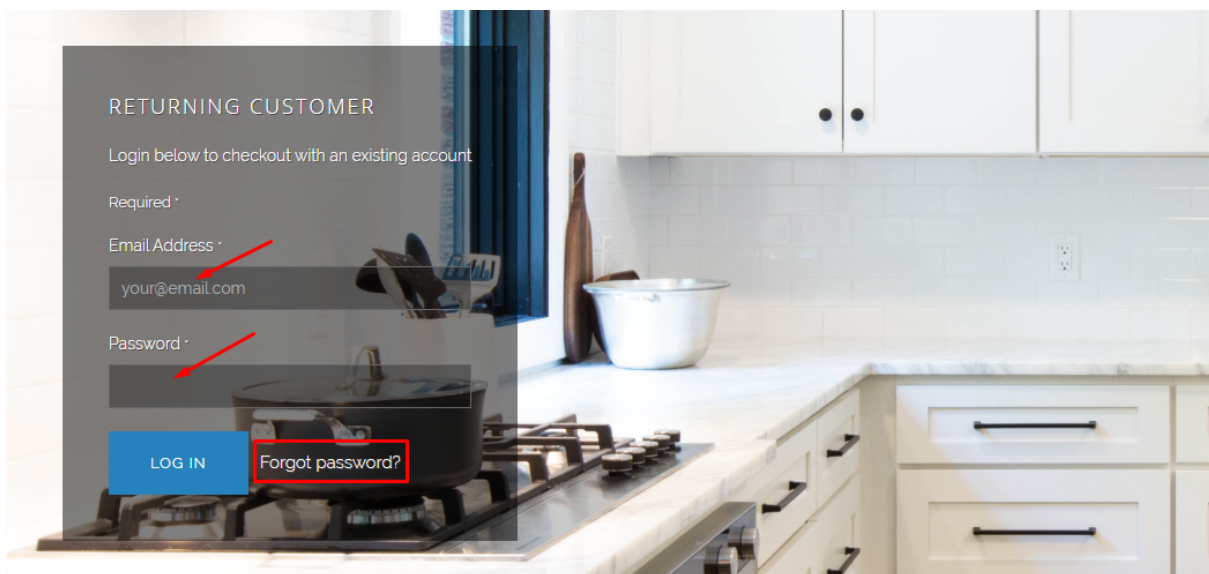 RETURNING CUSTOMER
Login below to checkout with an existing account
Required *
Email Address *
your@email.com
Password *
LOG IN
Forgot password?